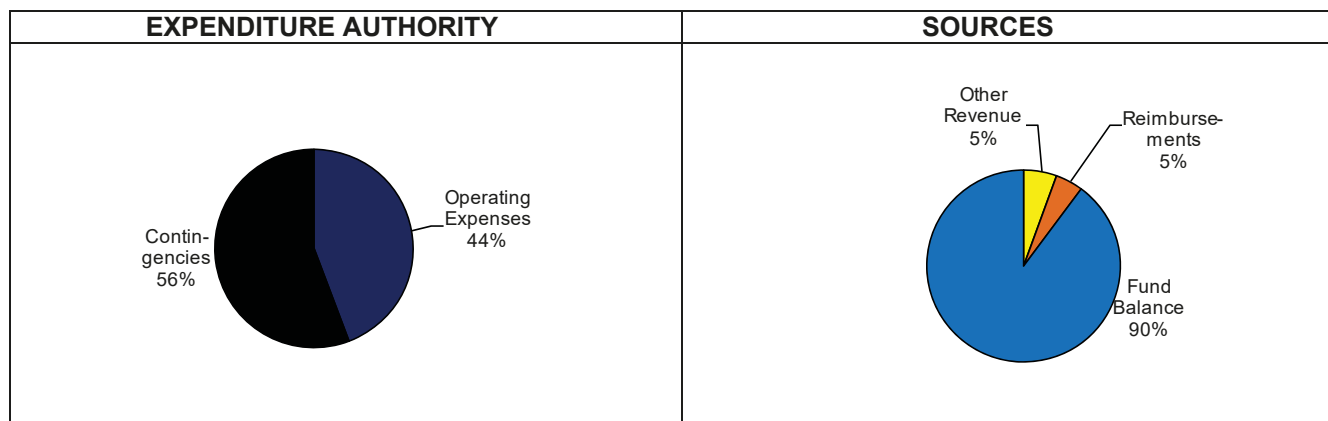 EXPENDITURE AUTHORITY
SOURCES
Contin-
gencies
56%
Operating
Expenses
44%
Other
Revenue
5%
Reimburse-
ments
5%
Fund
Balance
90%